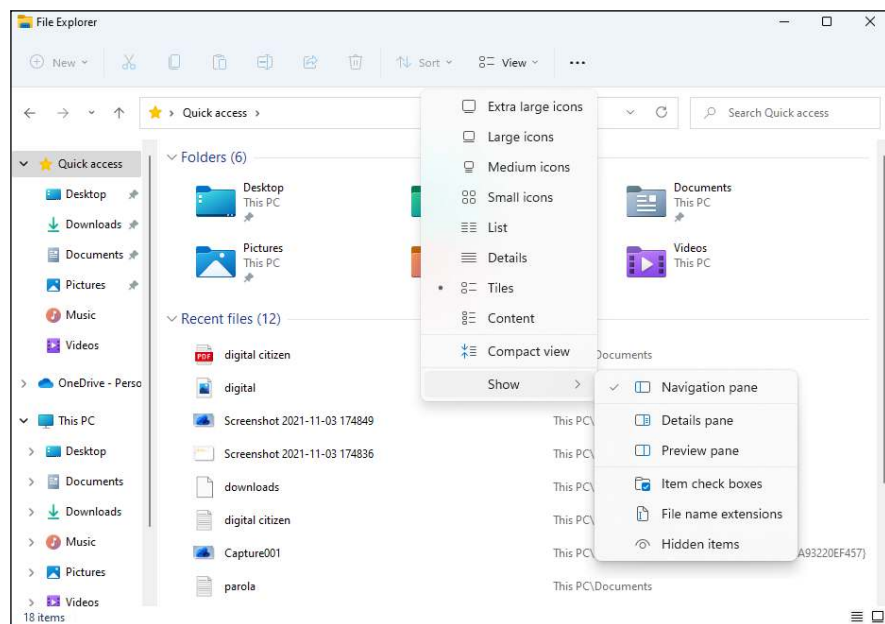 File Explorer
New
Sort
View
Quick access
Search Quick access
Extra large icons
Large icons
Medium icons
Small icons
List
Details
Tiles
Content
Compact view
Show
Navigation pane
Details pane
Preview pane
Item check boxes
File name extensions
Hidden items
Quick access
Desktop
Downloads
Documents
Pictures
Music
Videos
OneDrive - Perso
This PC
Desktop
Documents
Downloads
Music
Pictures
Videos
Folders (6)
Desktop
This PC
Documents
This PC
Pictures
This PC
Videos
This PC
Recent files (12)
PDF
digital citizen
Documents
digital
Screenshot 2021-11-03 174849
This PC\
Screenshot 2021-11-03 174836
This PC\
downloads
This PC\
digital citizen
This PC\
Capture001
This PC\
A93220EF457}
parola
This PC\Documents
18 items